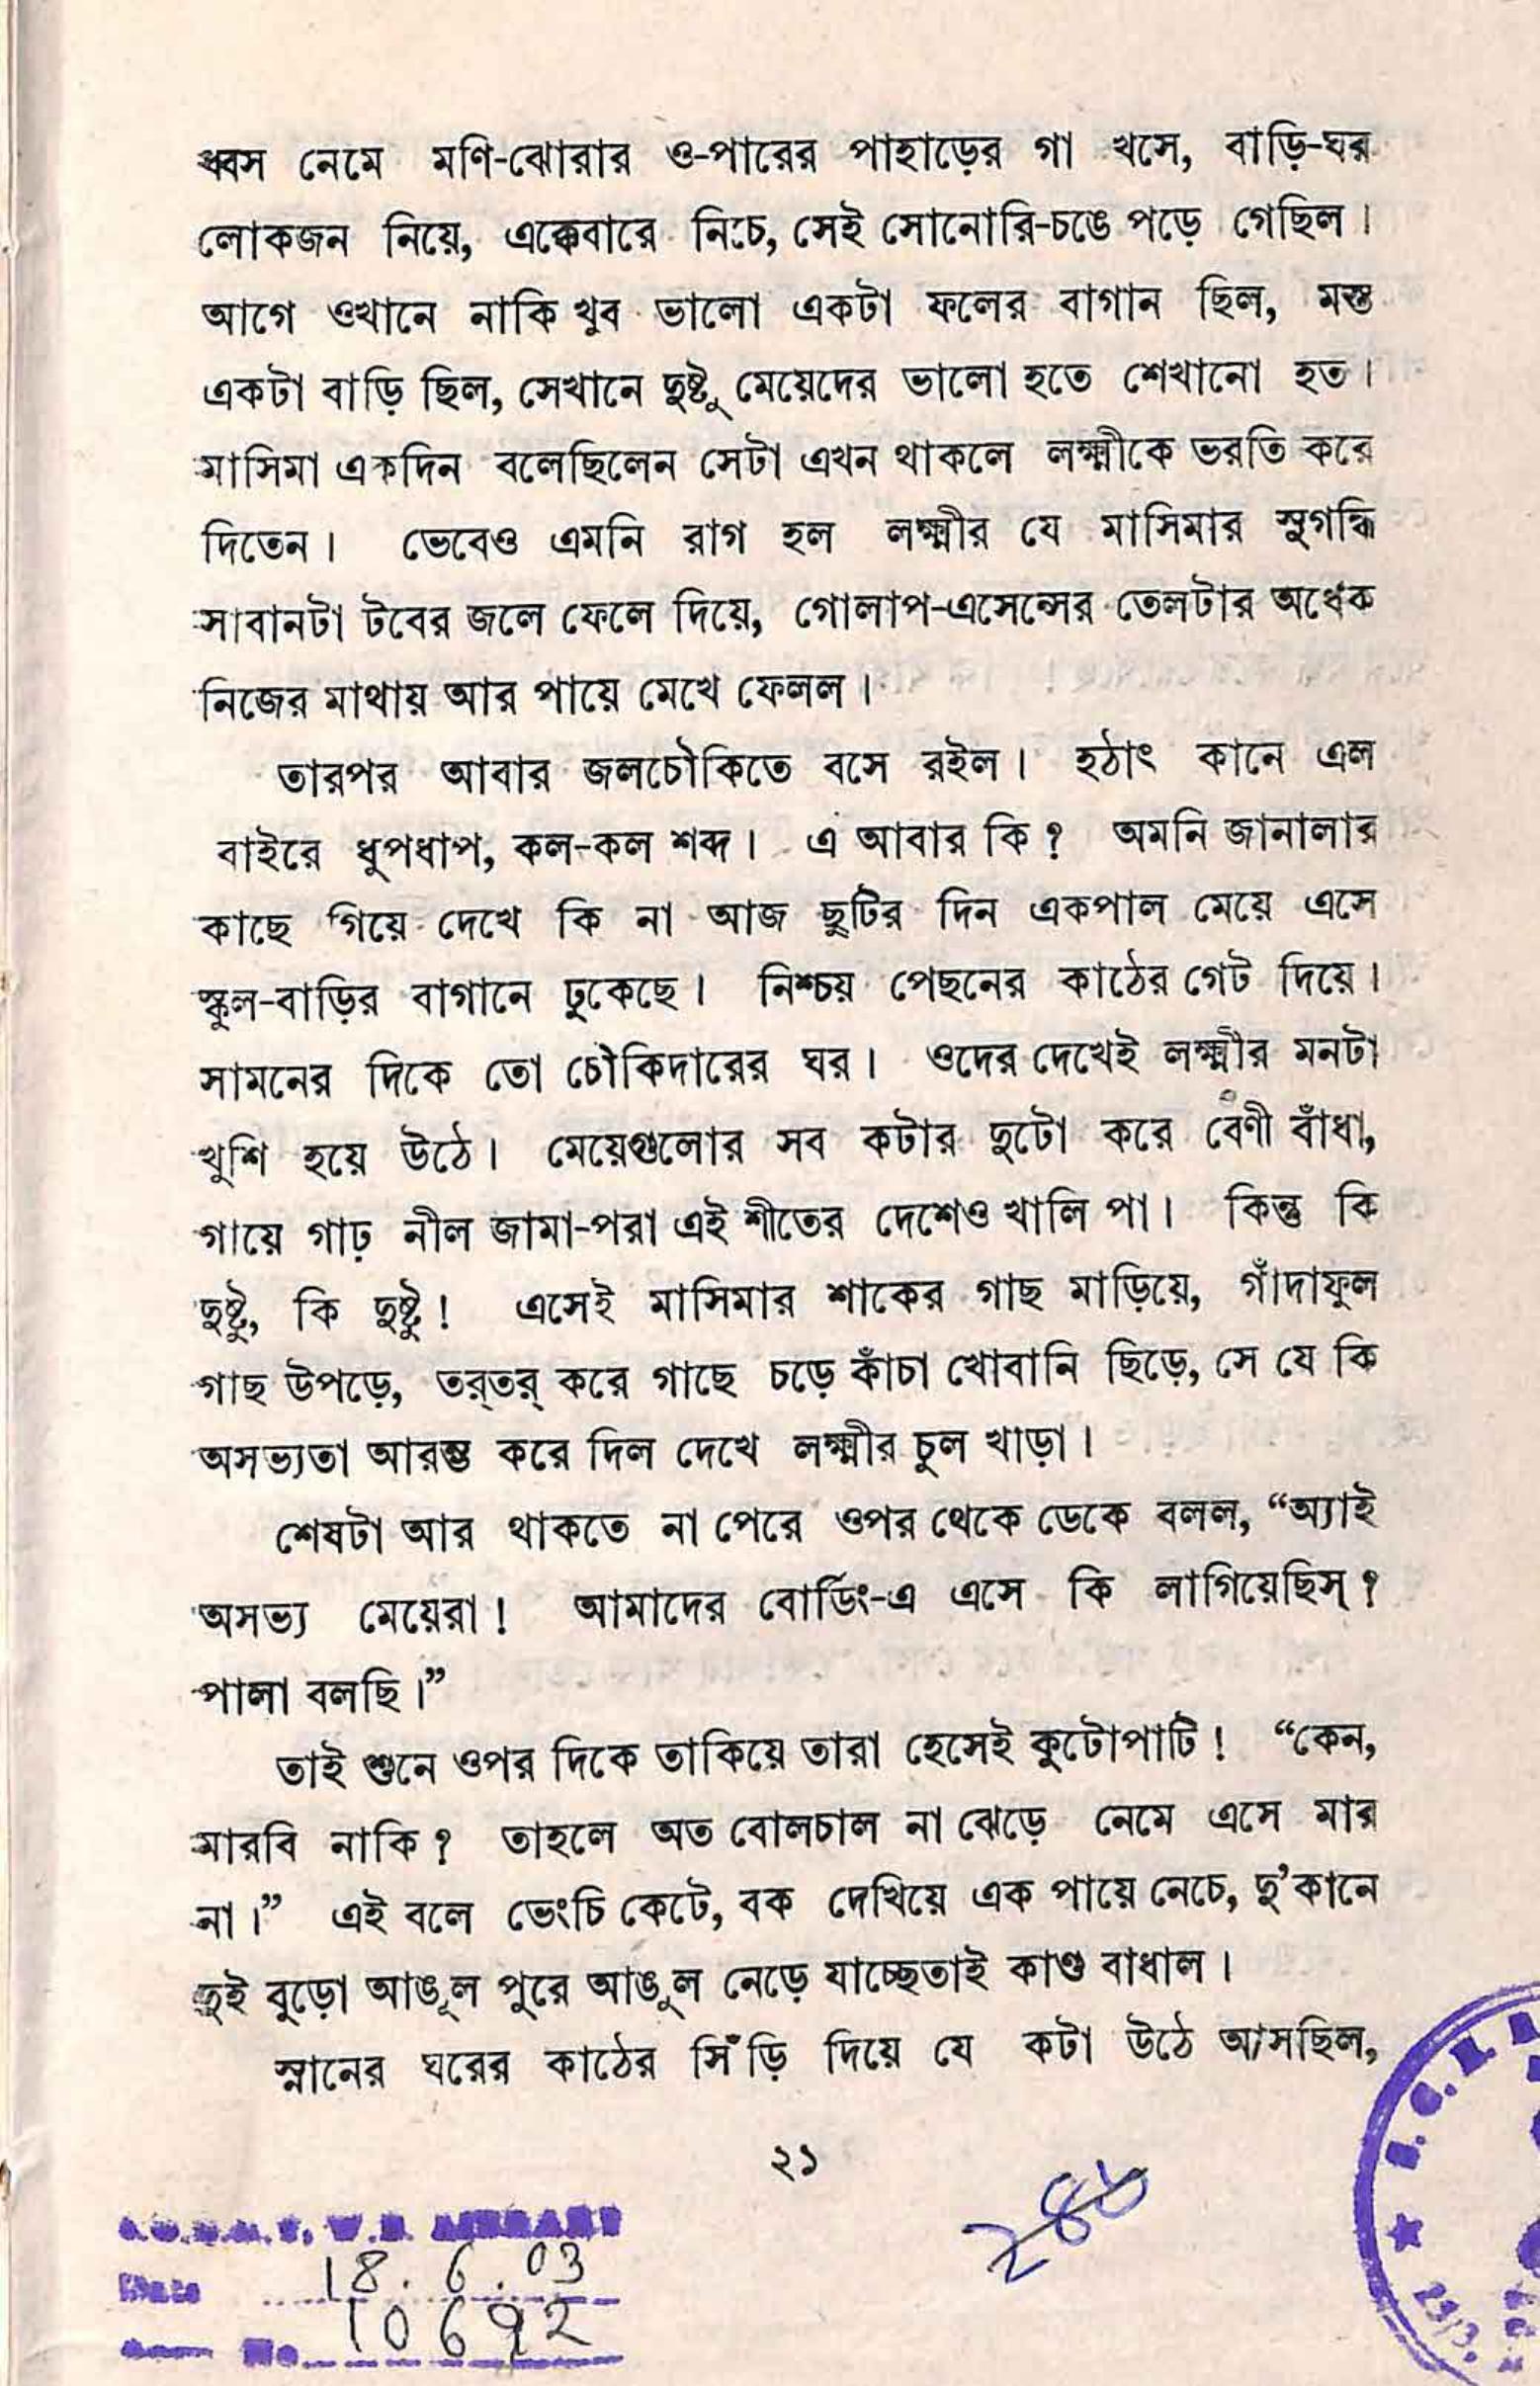 ধ্বস নেমে মণি-ঝোরার ও-পারের পাহাড়ের গা খসে, বাড়ি-ঘর
লোকজন নিয়ে, এক্কেবারে নিচে, সেই সোনোরি-চঙে পড়ে গেছিল।
আগে ওখানে নাকি খুব ভালো একটা ফলের বাগান ছিল, মস্ত
একটা বাড়ি ছিল, সেখানে দুষ্টু মেয়েদের ভালো হতে শেখানো হত।
মাসিমা একদিন বলেছিলেন সেটা এখন থাকলে লক্ষ্মীকে ভরতি করে
দিতেন। ভেবেও এমনি রাগ হল লক্ষ্মীর যে মাসিমার সুগন্ধি
সাবানটা টবের জলে ফেলে দিয়ে, গোলাপ-এসেন্সের তেলটার অর্ধেক
নিজের মাথায় আর পায়ে মেখে ফেলল।
তারপর আবার জলচৌকিতে বসে রইল। হঠাৎ কানে এল
বাইরে ধুপধাপ, কল-কল শব্দ। এ আবার কি? অমনি জানালার
কাছে গিয়ে দেখে কি না আজ ছুটির দিন একপাল মেয়ে এসে
স্কুল-বাড়ির বাগানে ঢুকেছে। নিশ্চয় পেছনের কাঠের গেট দিয়ে।
সামনের দিকে তো চৌকিদারের ঘর। ওদের দেখেই লক্ষ্মীর মনটা
খুশি হয়ে উঠে। মেয়েগুলোর সব কটার দুটো করে বেণী বাঁধা,
গায়ে গাঢ় নীল জামা-পরা এই শীতের দেশেও খালি পা। কিন্তু কি
দুষ্টু, কি দুষ্টু! এসেই মাসিমার শাকের গাছ মাড়িয়ে, গাঁদাফুল
গাছ উপড়ে, তর্‌তর্‌ করে গাছে চড়ে কাঁচা খোবানি ছিড়ে, সে যে কি
অসভ্যতা আরম্ভ করে দিল দেখে লক্ষ্মীর চুল খাড়া।
শেষটা আর থাকতে না পেরে ওপর থেকে ডেকে বলল, “অ্যাই
অসভ্য মেয়েরা! আমাদের বোর্ডিং-এ এসে কি লাগিয়েছিস্‌?
পালা বলছি।”
তাই শুনে ওপর দিকে তাকিয়ে তারা হেসেই কুটোপাটি! “কেন,
মারবি নাকি? তাহলে অত বোলচাল না ঝেড়ে নেমে এসে মার
না।” এই বলে ভেংচি কেটে, বক দেখিয়ে এক পায়ে নেচে, দু’কানে
দুই বুড়ো আঙূল পুরে আঙুল নেড়ে যাচ্ছেতাই কাণ্ড বাধাল।
স্নানের ঘরের কাঠের সিঁড়ি দিয়ে যে কটা উঠে আসছিল,
২১
W.B. LIBRARY
Date 18.6.03
No. 10692